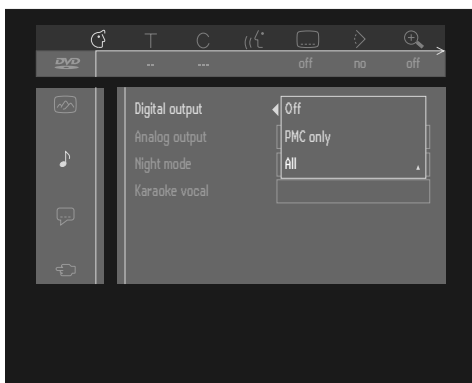 T C
DVD -- --- off no off
Digital output Off
Analog output PMC only
Night mode All
Karaoke vocal